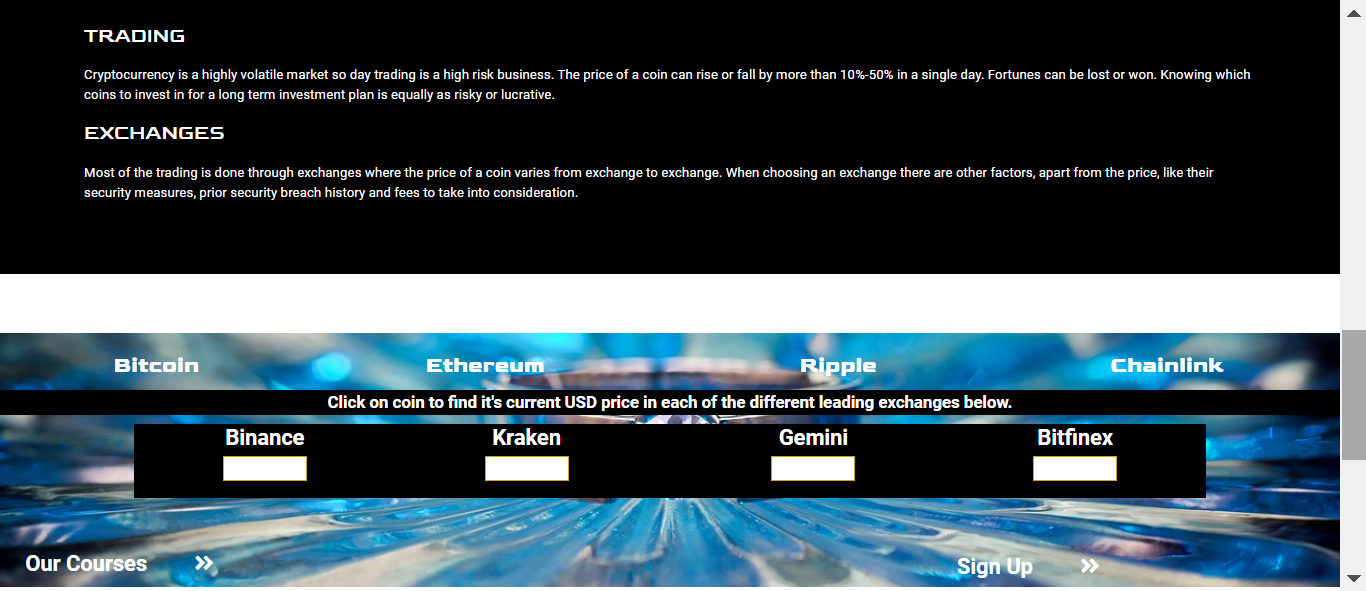 TRADING
Cryptocurrency is a highly volatile market so day trading is a high risk business. The price of a coin can rise or fall by more than 10%-50% in a single day. Fortunes can be lost or won. Knowing which
coins to invest in for a long term investment plan is equally as risky or lucrative.
EXCHANGES
Most of the trading is done through exchanges where the price of a coin varies from exchange to exchange. When choosing an exchange there are other factors, apart from the price, like their
security measures, prior security breach history and fees to take into consideration.
Bitcoin Ethereum Ripple Chainlink
Click on coin to find it's current USD price in each of the different leading exchanges below.
Binance Kraken Gemini Bitfinex
Our Courses » Sign Up »